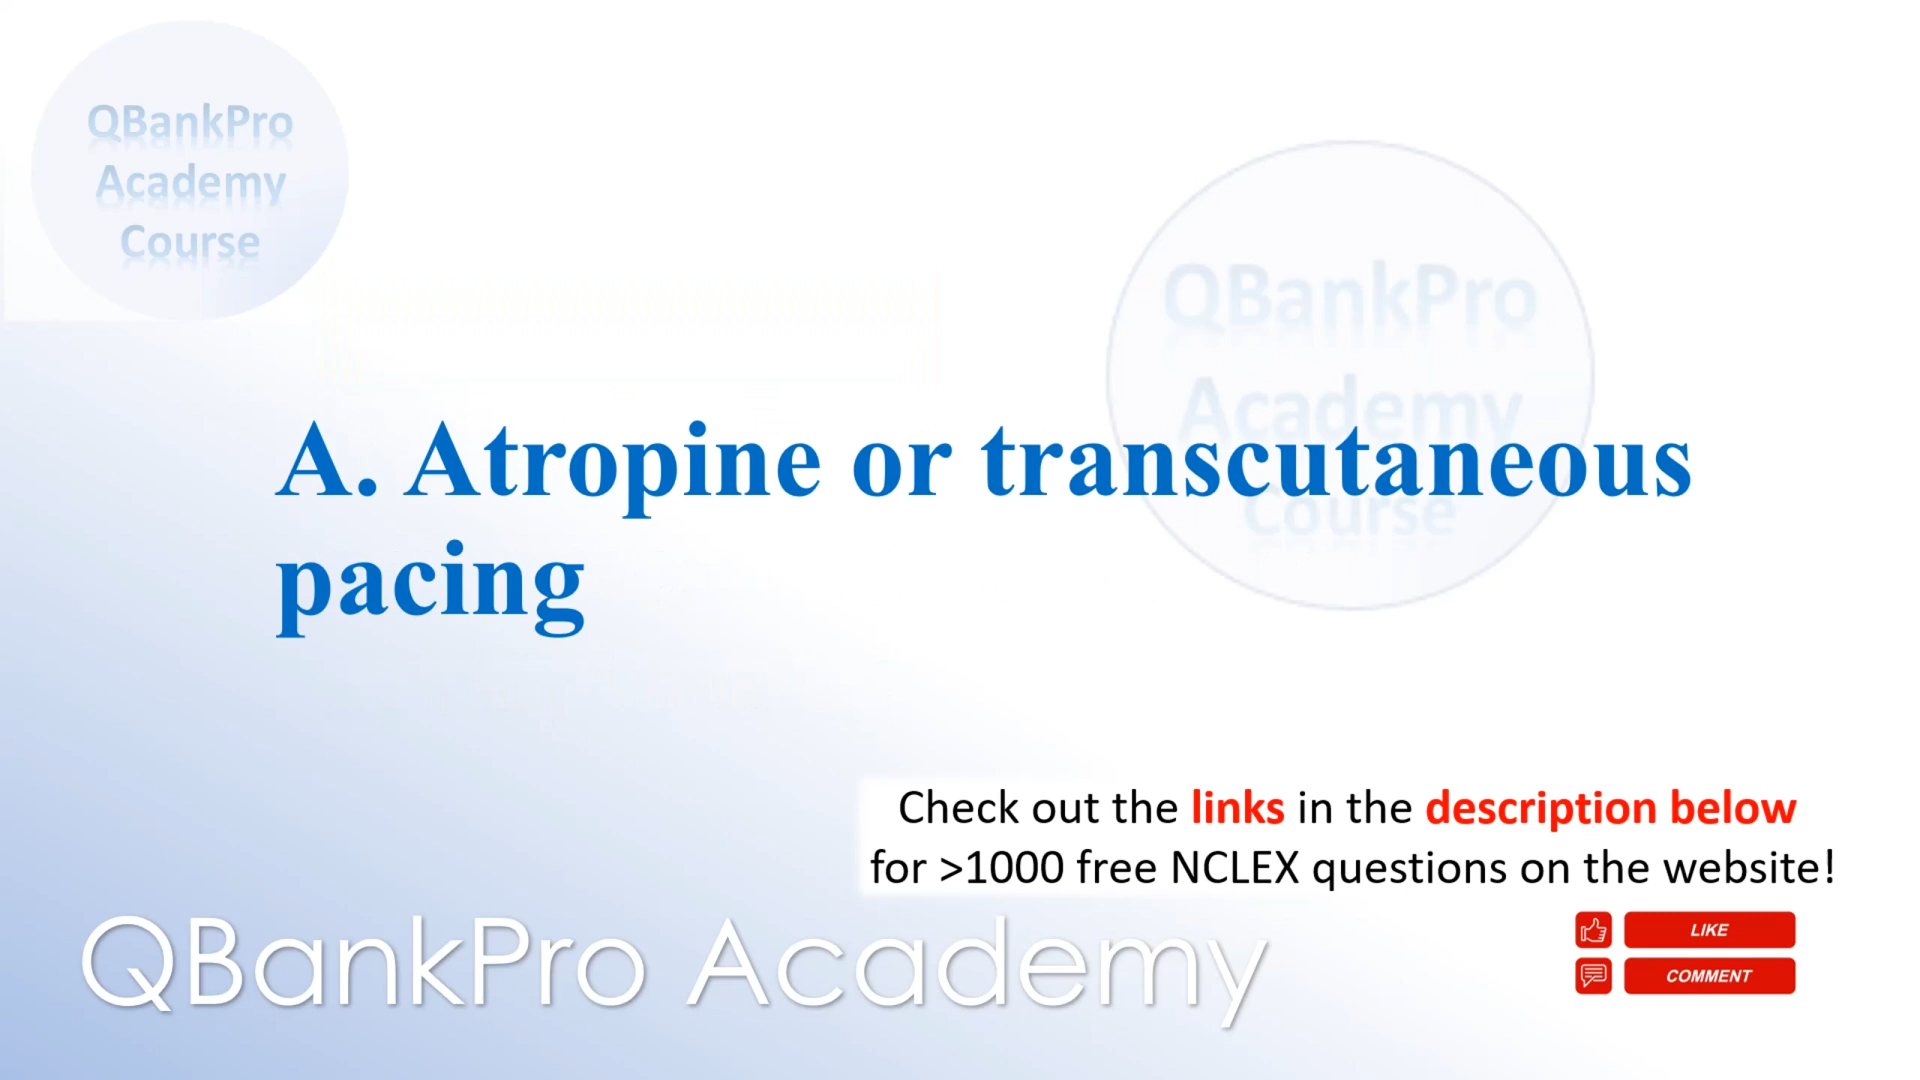 QBankPro
Academy
Course
QBankPro
Academy
Course
A. Atropine or transcutaneous
pacing
Check out the links in the description below
for >1000 free NCLEX questions on the website!
QBankPro Academy
LIKE
COMMENT